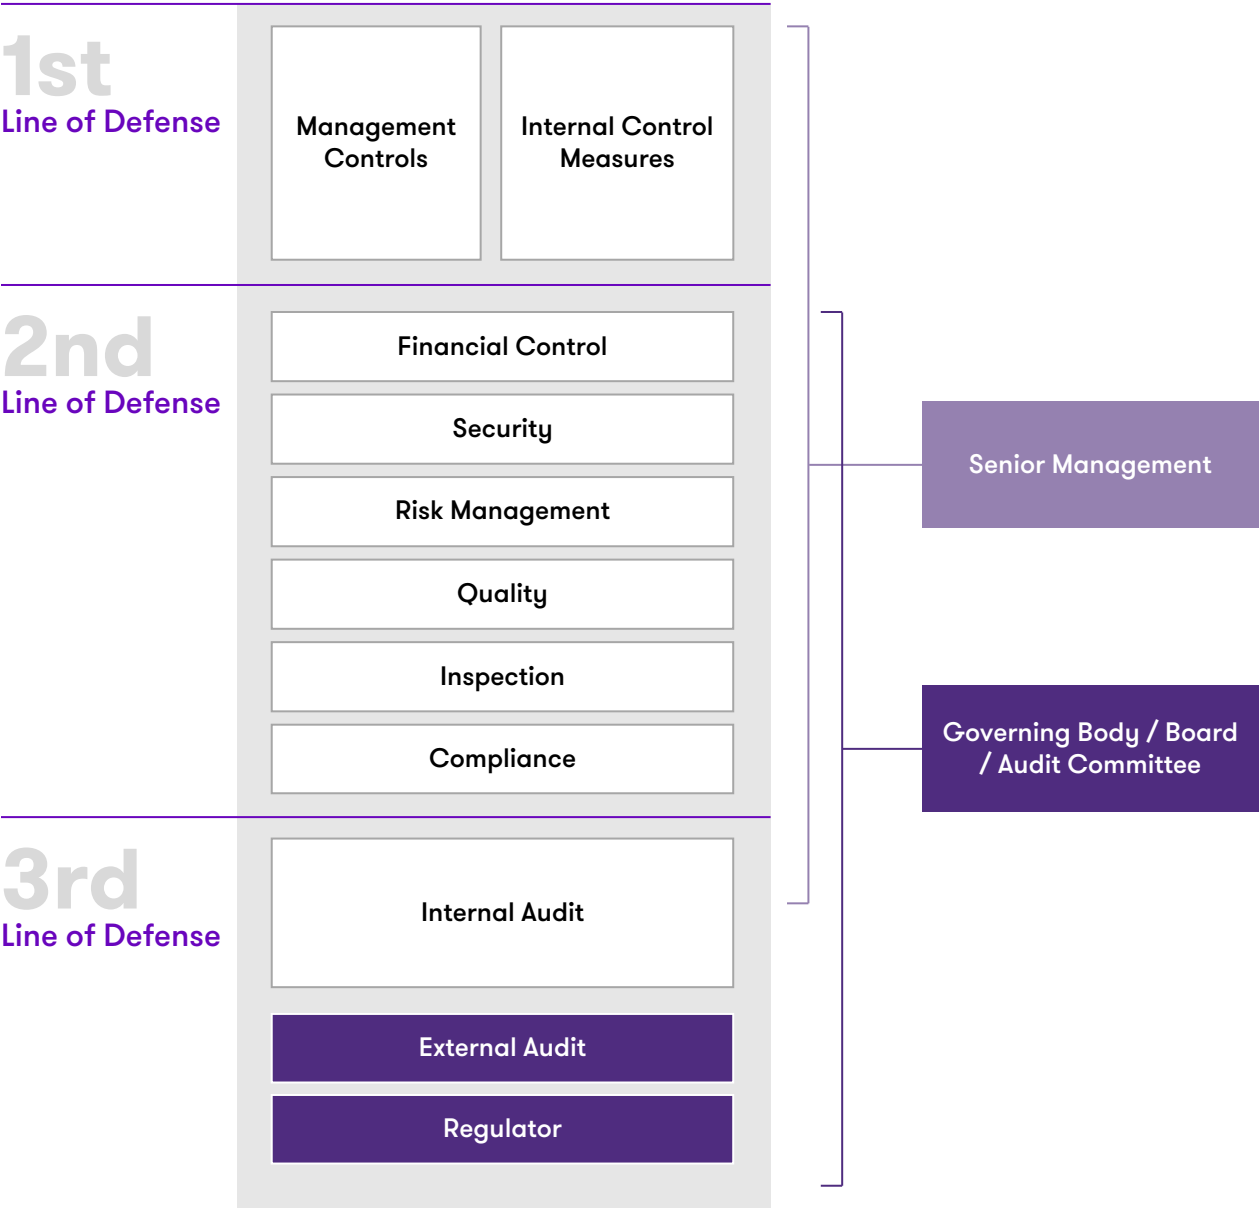 1st
Line of Defense
Management
Controls
Internal Control
Measures
2nd
Line of Defense
Financial Control
Security
Risk Management
Quality
Inspection
Compliance
Senior Management
Governing Body / Board
/ Audit Committee
3rd
Line of Defense
Internal Audit
External Audit
Regulator